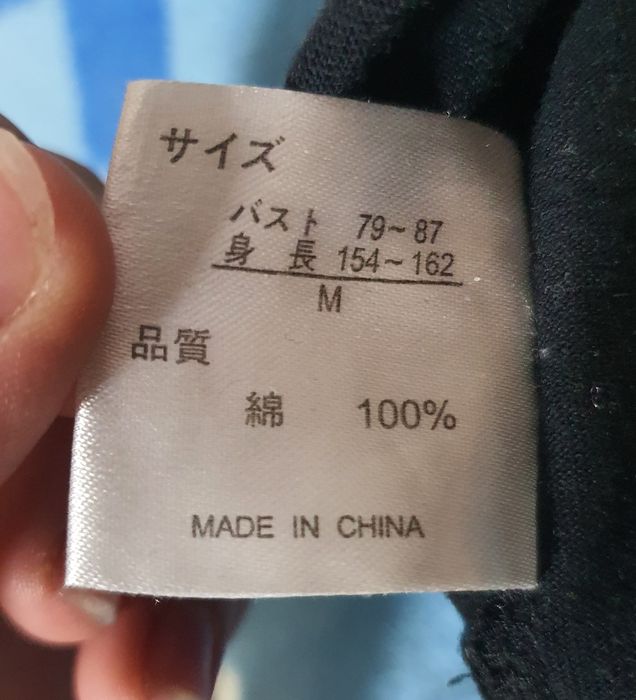 サイズ
バスト 79~87
身 長 154~162
M
品質
綿 100%
MADE IN CHINA